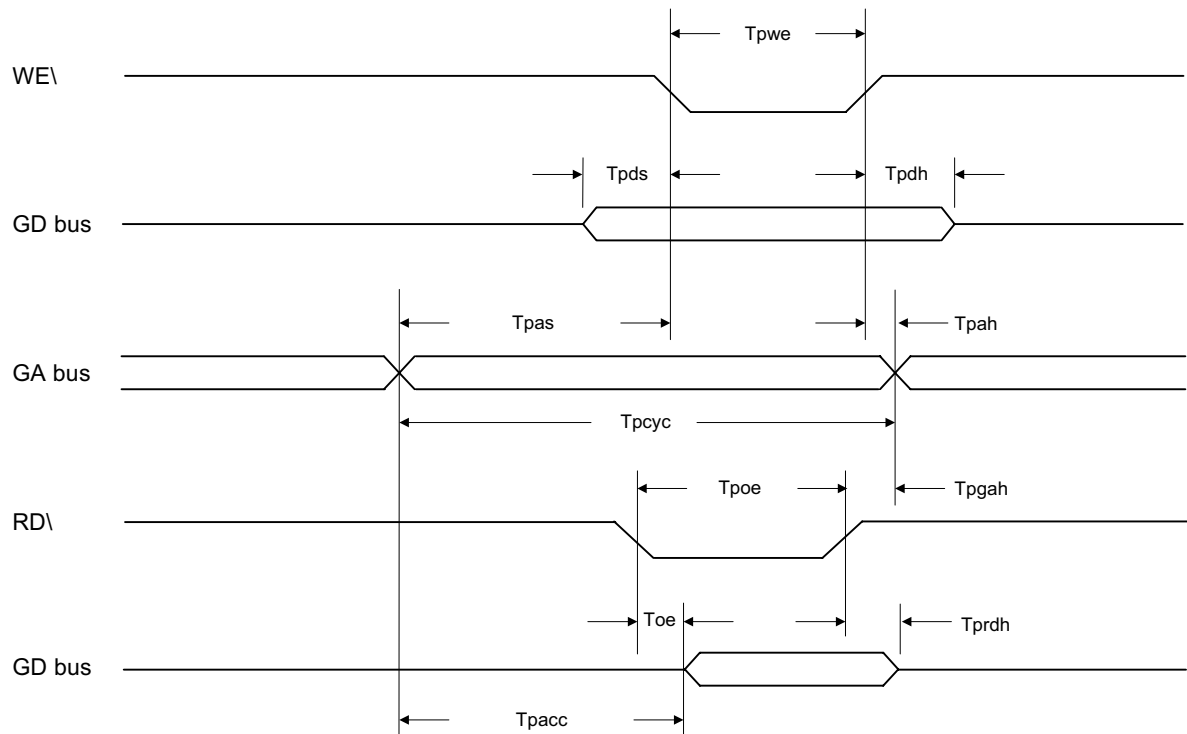 Tpwe
WE\
Tpds
Tpdh
GD bus
Tpas
Tpah
GA bus
Tpcyc
Tpoe
Tpgah
RD\
Toe
Tprdh
GD bus
Tpacc